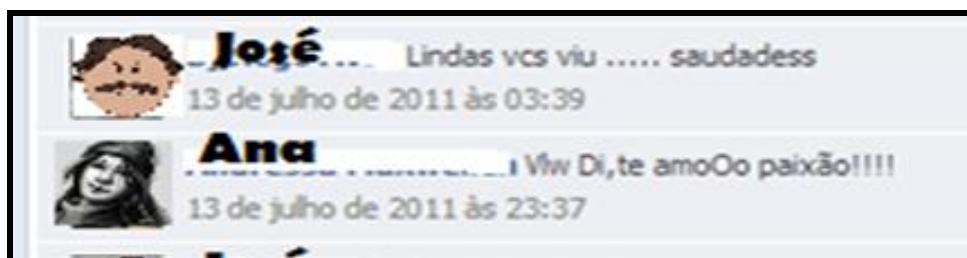 José Lindas vcs viu ..... saudadess
13 de julho de 2011 às 03:39
Ana Vlw Di,te amoOo paixão!!!!
13 de julho de 2011 às 23:37